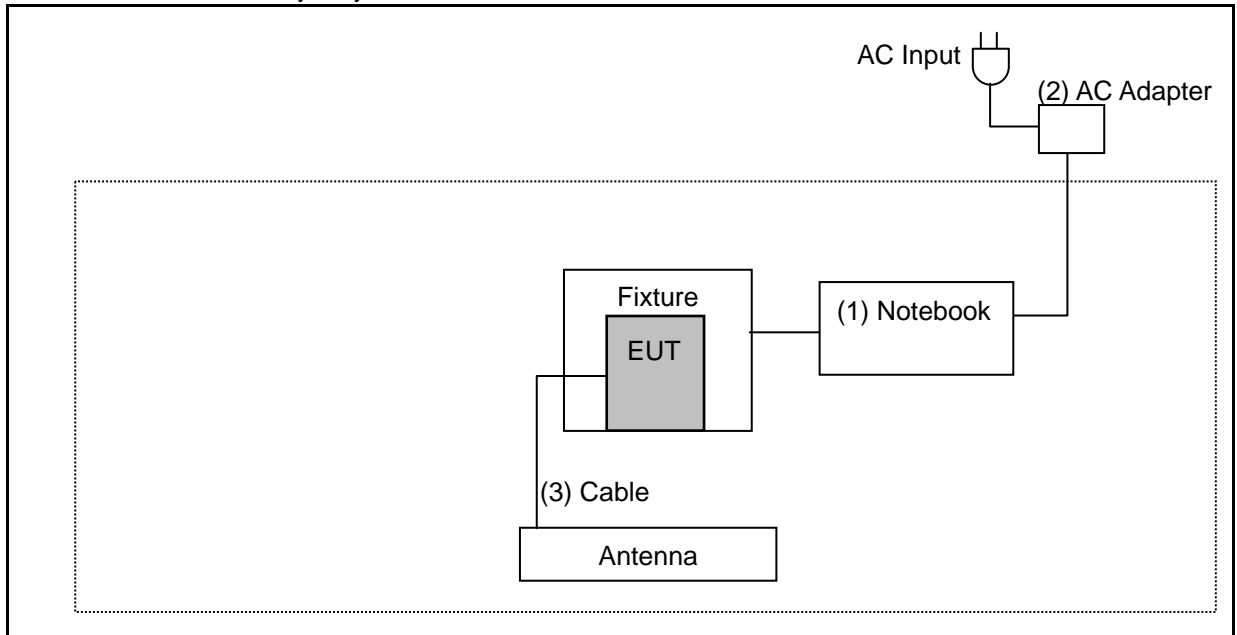 AC Input
(2) AC Adapter
Fixture
(1) Notebook
EUT
(3) Cable
Antenna